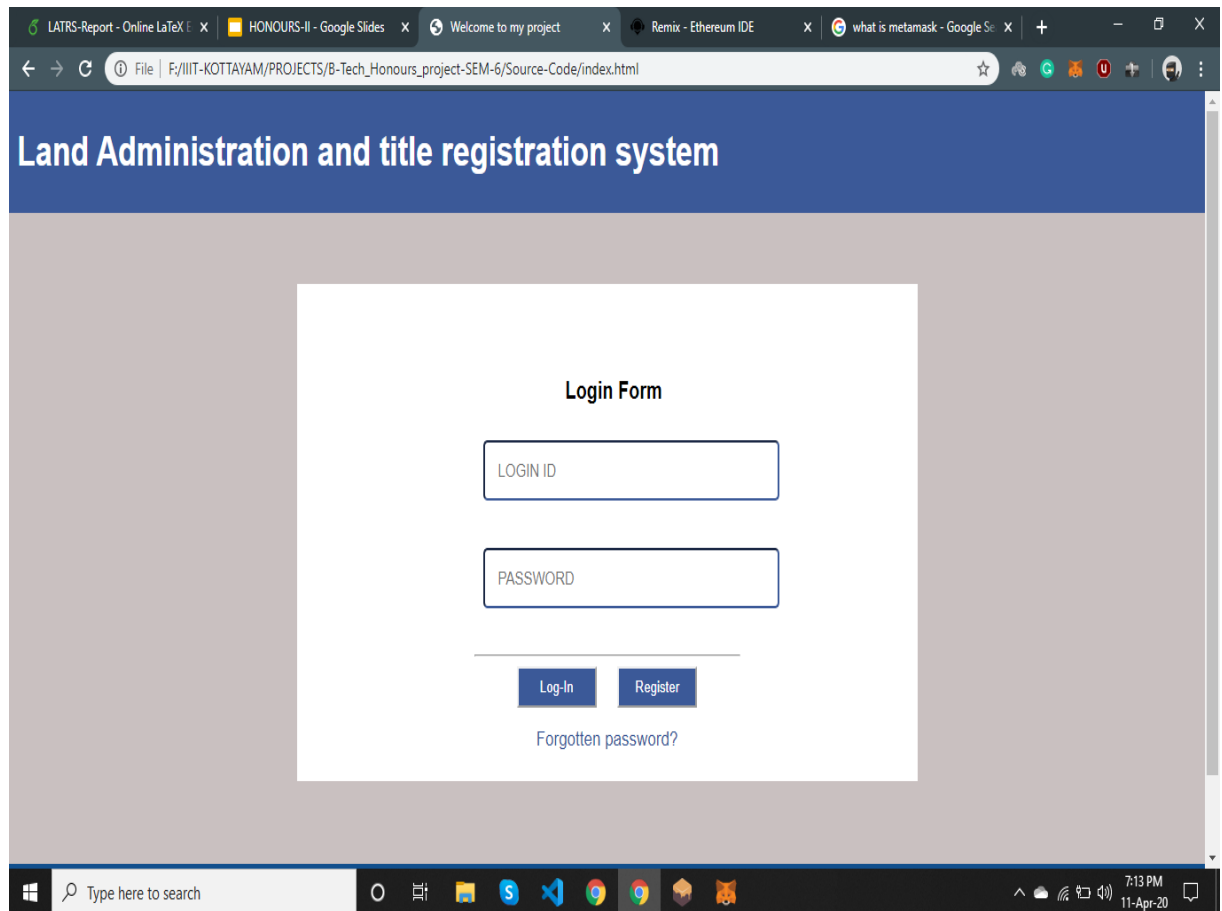 LATRS-Report - Online LaTeX E
HONOURS-II - Google Slides
Welcome to my project
Remix - Ethereum IDE
what is metamask - Google Se
File | F:/IIIT-KOTTAYAM/PROJECTS/B-Tech_Honours_project-SEM-6/Source-Code/index.html
Land Administration and title registration system
Login Form
LOGIN ID
PASSWORD
Log-In
Register
Forgotten password?
Type here to search
7:13 PM
11-Apr-20